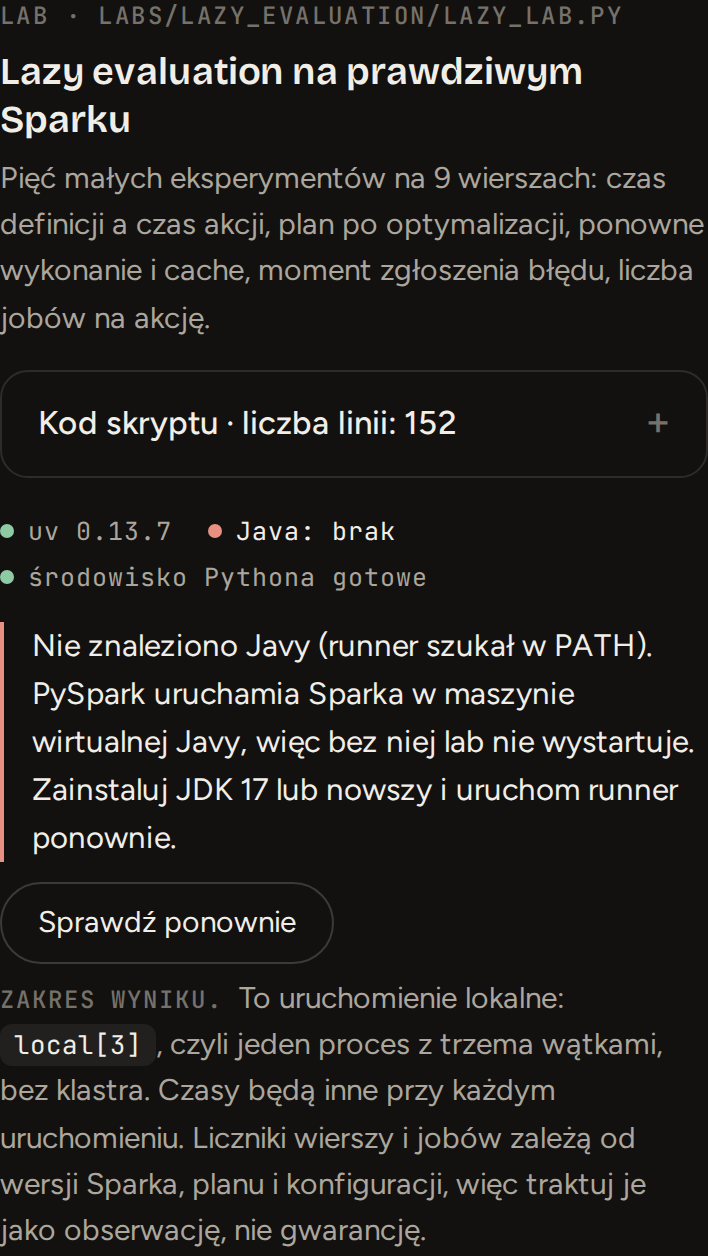 LAB · LABS/LAZY_EVALUATION/LAZY_LAB.PY
Lazy evaluation na prawdziwym
Sparku
Pięć małych eksperymentów na 9 wierszach: czas
definicji a czas akcji, plan po optymalizacji, ponowne
wykonanie i cache, moment zgłoszenia błędu, liczba
jobów na akcję.
Kod skryptu · liczba linii: 152 +
uv 0.13.7 Java: brak
środowisko Pythona gotowe
Nie znaleziono Javy (runner szukał w PATH).
PySpark uruchamia Sparka w maszynie
wirtualnej Javy, więc bez niej lab nie wystartuje.
Zainstaluj JDK 17 lub nowszy i uruchom runner
ponownie.
Sprawdź ponownie
ZAKRES WYNIKU. To uruchomienie lokalne:
local[3], czyli jeden proces z trzema wątkami,
bez klastra. Czasy będą inne przy każdym
uruchomieniu. Liczniki wierszy i jobów zależą od
wersji Sparka, planu i konfiguracji, więc traktuj je
jako obserwację, nie gwarancję.